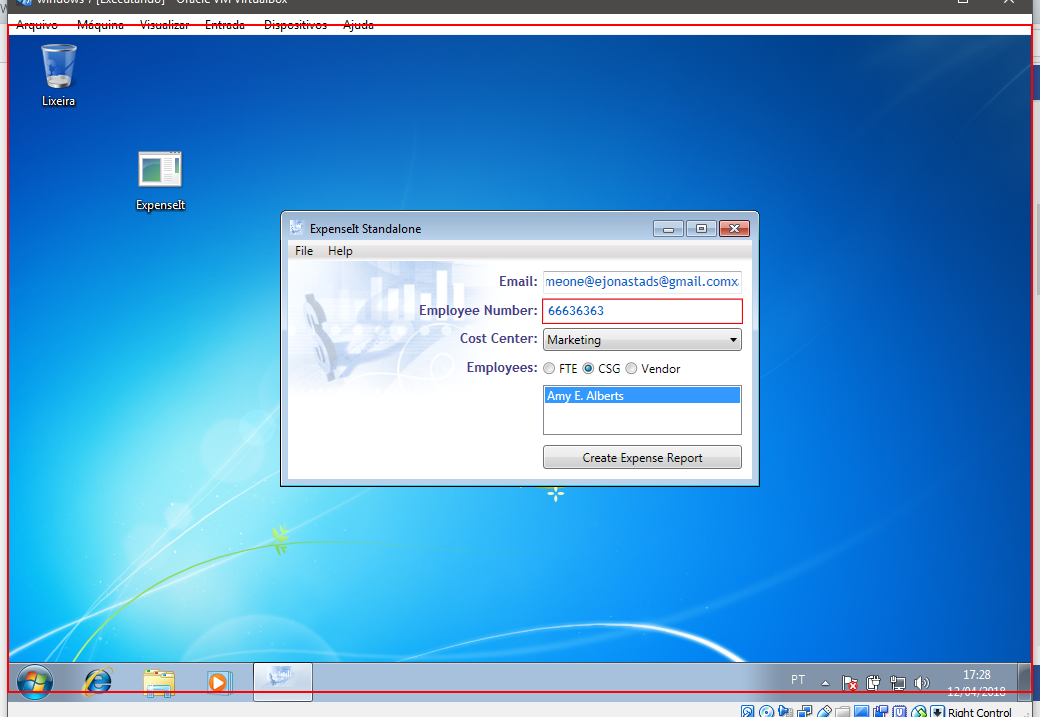 windows 7 [Executando] - Oracle VM VirtualBox
Arquivo Máquina Visualizar Entrada Dispositivos Ajuda
Lixeira
ExpenseIt
ExpenseIt Standalone
File Help
Email: meone@ejonastads@gmail.comx
Employee Number: 66636363
Cost Center: Marketing
Employees: FTE CSG Vendor
Amy E. Alberts
Create Expense Report
PT 17:28
12/04/2018
Right Control